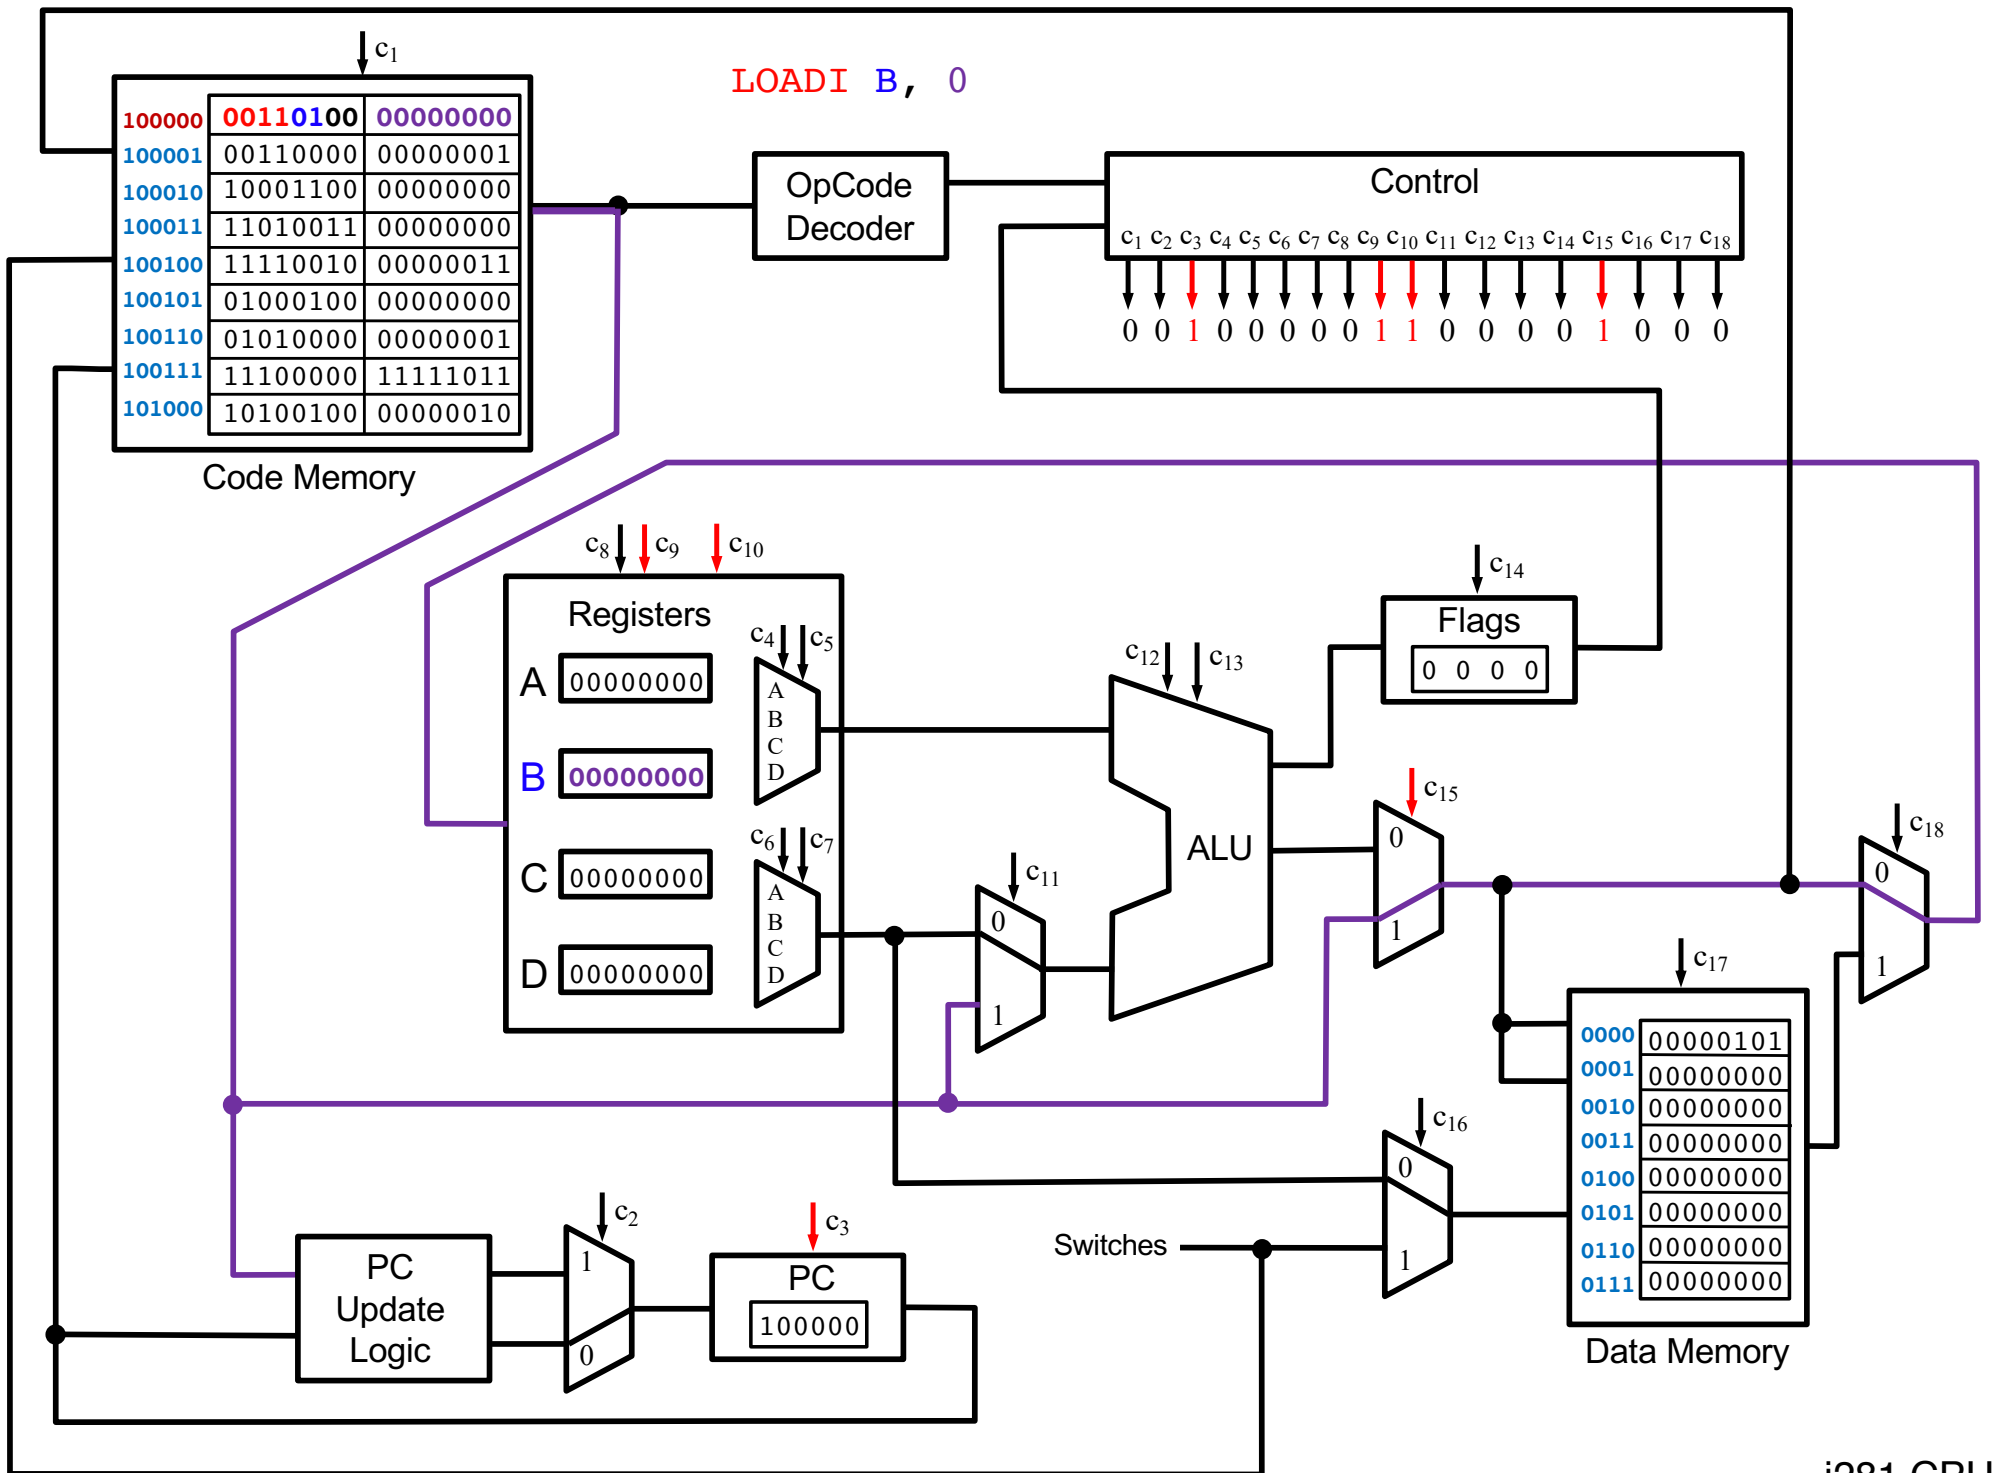 c1
LOADI B, 0
100000 00110100 00000000
100001 00110000 00000001
100010 10001100 00000000
100011 11010011 00000000
100100 11110010 00000011
100101 01000100 00000000
100110 01010000 00000001
100111 11100000 11111011
101000 10100100 00000010
Code Memory
OpCode
Decoder
Control
c1 c2 c3 c4 c5 c6 c7 c8 c9 c10 c11 c12 c13 c14 c15 c16 c17 c18
0 0 1 0 0 0 0 0 1 1 0 0 0 0 1 0 0 0
c8 c9 c10
Registers
A 00000000
B 00000000
C 00000000
D 00000000
c4 c5
A
B
C
D
c6 c7
A
B
C
D
c11
0
1
c12 c13
ALU
c14
Flags
0 0 0 0
c15
0
1
c18
0
1
c17
0000 00000101
0001 00000000
0010 00000000
0011 00000000
0100 00000000
0101 00000000
0110 00000000
0111 00000000
Data Memory
c16
0
1
Switches
PC
Update
Logic
c2
1
0
c3
PC
100000
i281 CPU